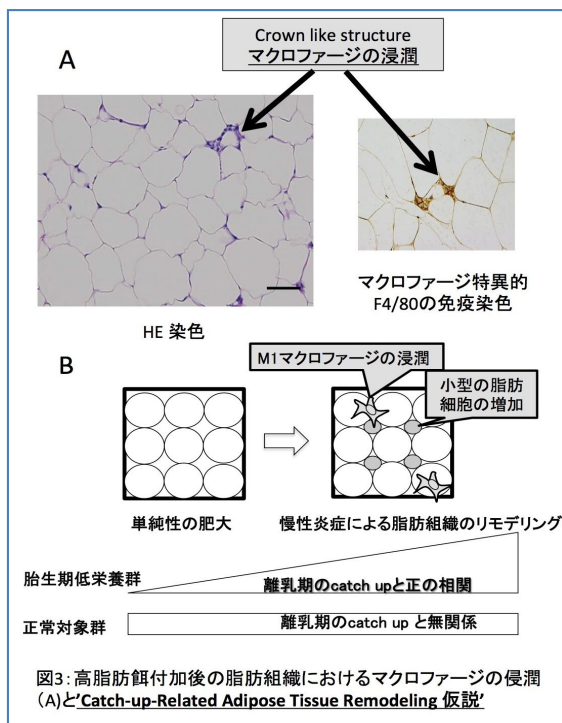 Crown like structure
マクロファージの浸潤
A
HE 染色
マクロファージ特異的
F4/80の免疫染色
B
M1マクロファージの浸潤
小型の脂肪
細胞の増加
単純性の肥大
慢性炎症による脂肪組織のリモデリング
胎生期低栄養群
離乳期のcatch upと正の相関
正常対象群
離乳期のcatch up と無関係
図3：高脂肪餌付加後の脂肪組織におけるマクロファージの侵潤
(A)と'Catch-up-Related Adipose Tissue Remodeling 仮説'